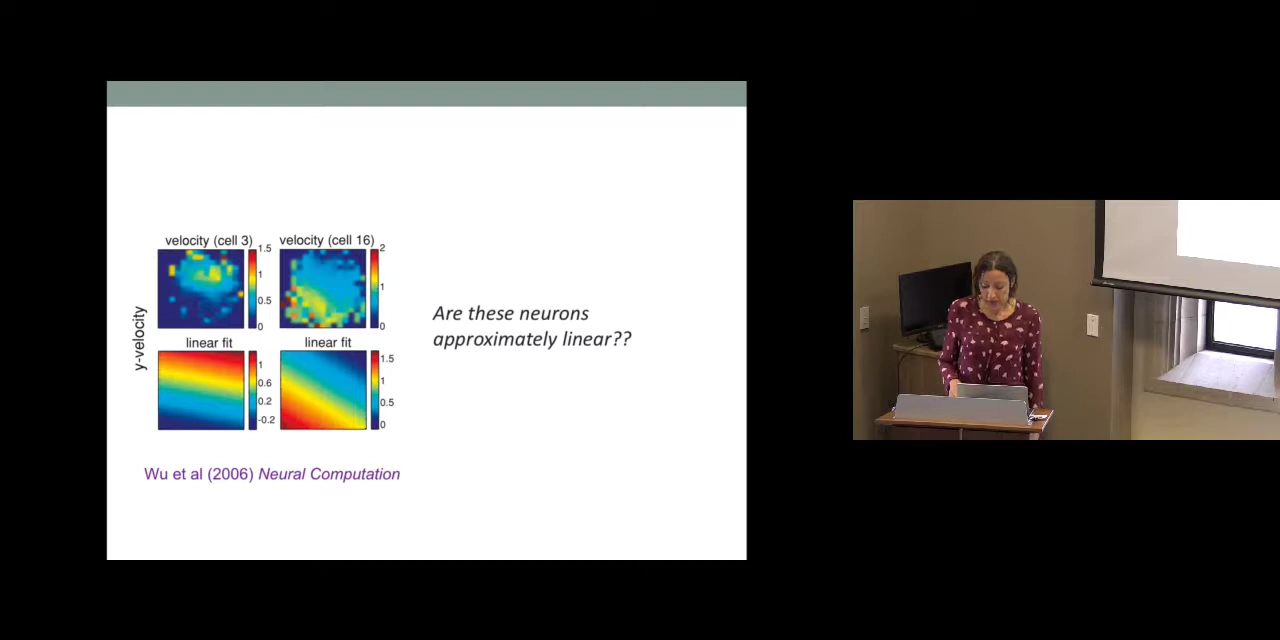 velocity (cell 3)
velocity (cell 16)
1.5
1
0.5
0
2
1
0
y-velocity
linear fit
linear fit
1
0.6
0.2
-0.2
1.5
1
0.5
0
Are these neurons
approximately linear??
Wu et al (2006) Neural Computation